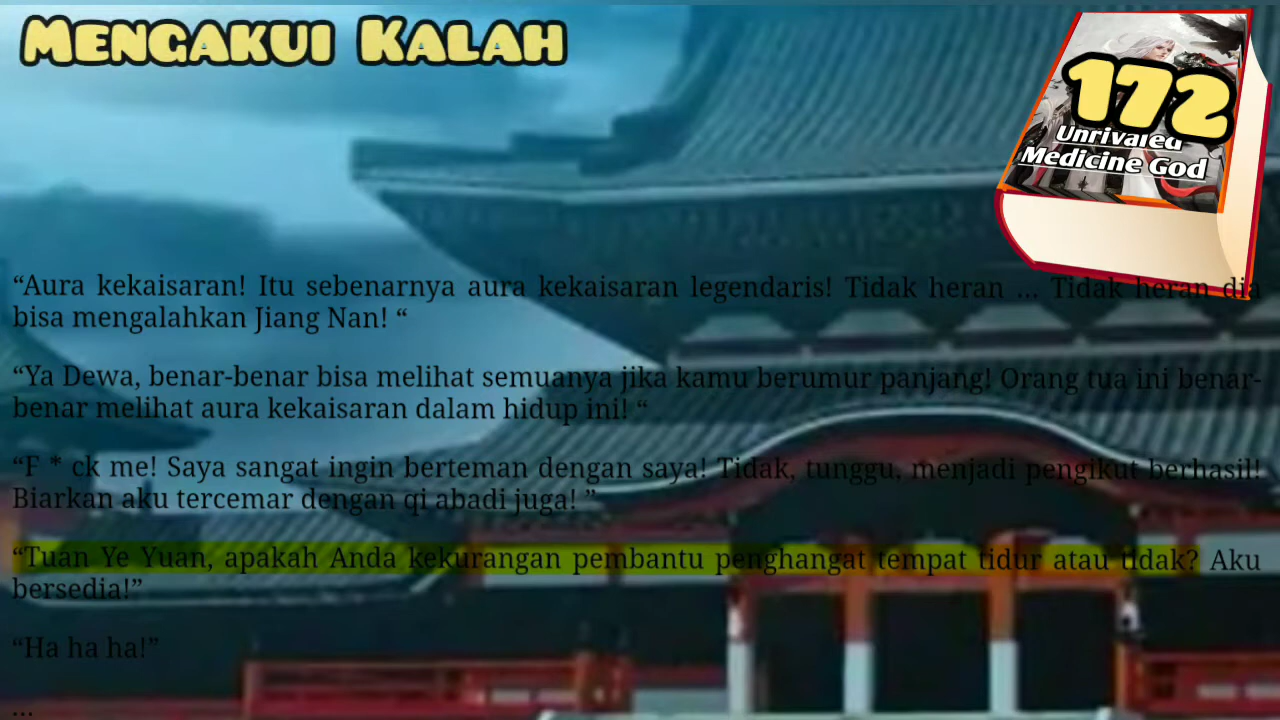 Mengakui Kalah
172
Unrivaled
Medicine God
“Aura kekaisaran! Itu sebenarnya aura kekaisaran legendaris! Tidak heran ... Tidak heran dia
bisa mengalahkan Jiang Nan! “
“Ya Dewa, benar-benar bisa melihat semuanya jika kamu berumur panjang! Orang tua ini benar-
benar melihat aura kekaisaran dalam hidup ini! “
“F * ck me! Saya sangat ingin berteman dengan saya! Tidak, tunggu, menjadi pengikut berhasil!
Biarkan aku tercemar dengan qi abadi juga! ”
“Tuan Ye Yuan, apakah Anda kekurangan pembantu penghangat tempat tidur atau tidak? Aku
bersedia!”
“Ha ha ha!”
...